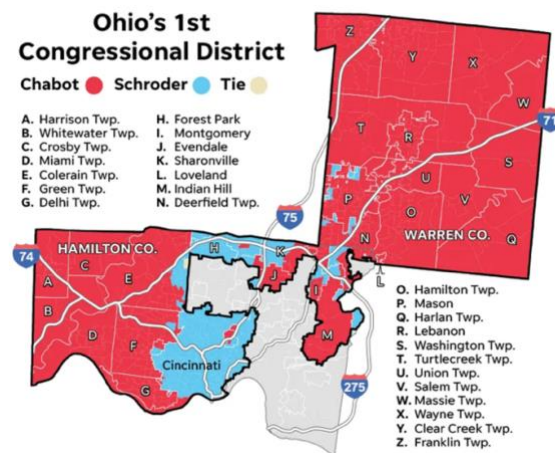 Ohio's 1st
Congressional District
Chabot Schroder Tie
A. Harrison Twp.
B. Whitewater Twp.
C. Crosby Twp.
D. Miami Twp.
E. Colerain Twp.
F. Green Twp.
G. Delhi Twp.
H. Forest Park
I. Montgomery
J. Evendale
K. Sharonville
L. Loveland
M. Indian Hill
N. Deerfield Twp.
Z
Y
X
W
71
T
R
S
75
P
U
V
O
HAMILTON CO.
H
K
N
WARREN CO.
Q
74
C
E
J
L
A
I
B
D
F
M
Cincinnati
G
275
O. Hamilton Twp.
P. Mason
Q. Harlan Twp.
R. Lebanon
S. Washington Twp.
T. Turtlecreek Twp.
U. Union Twp.
V. Salem Twp.
W. Massie Twp.
X. Wayne Twp.
Y. Clear Creek Twp.
Z. Franklin Twp.